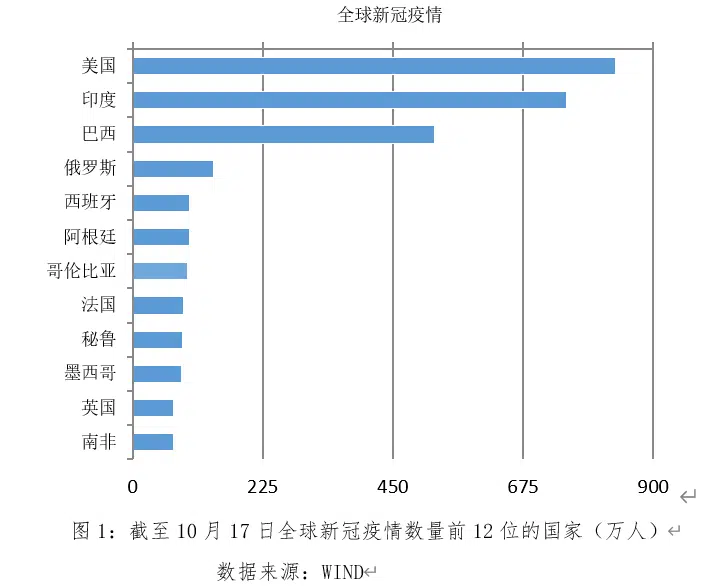 全球新冠疫情
美国
印度
巴西
俄罗斯
西班牙
阿根廷
哥伦比亚
法国
秘鲁
墨西哥
英国
南非
0 225 450 675 900
图 1：截至 10 月 17 日全球新冠疫情数量前 12 位的国家（万人）
数据来源：WIND